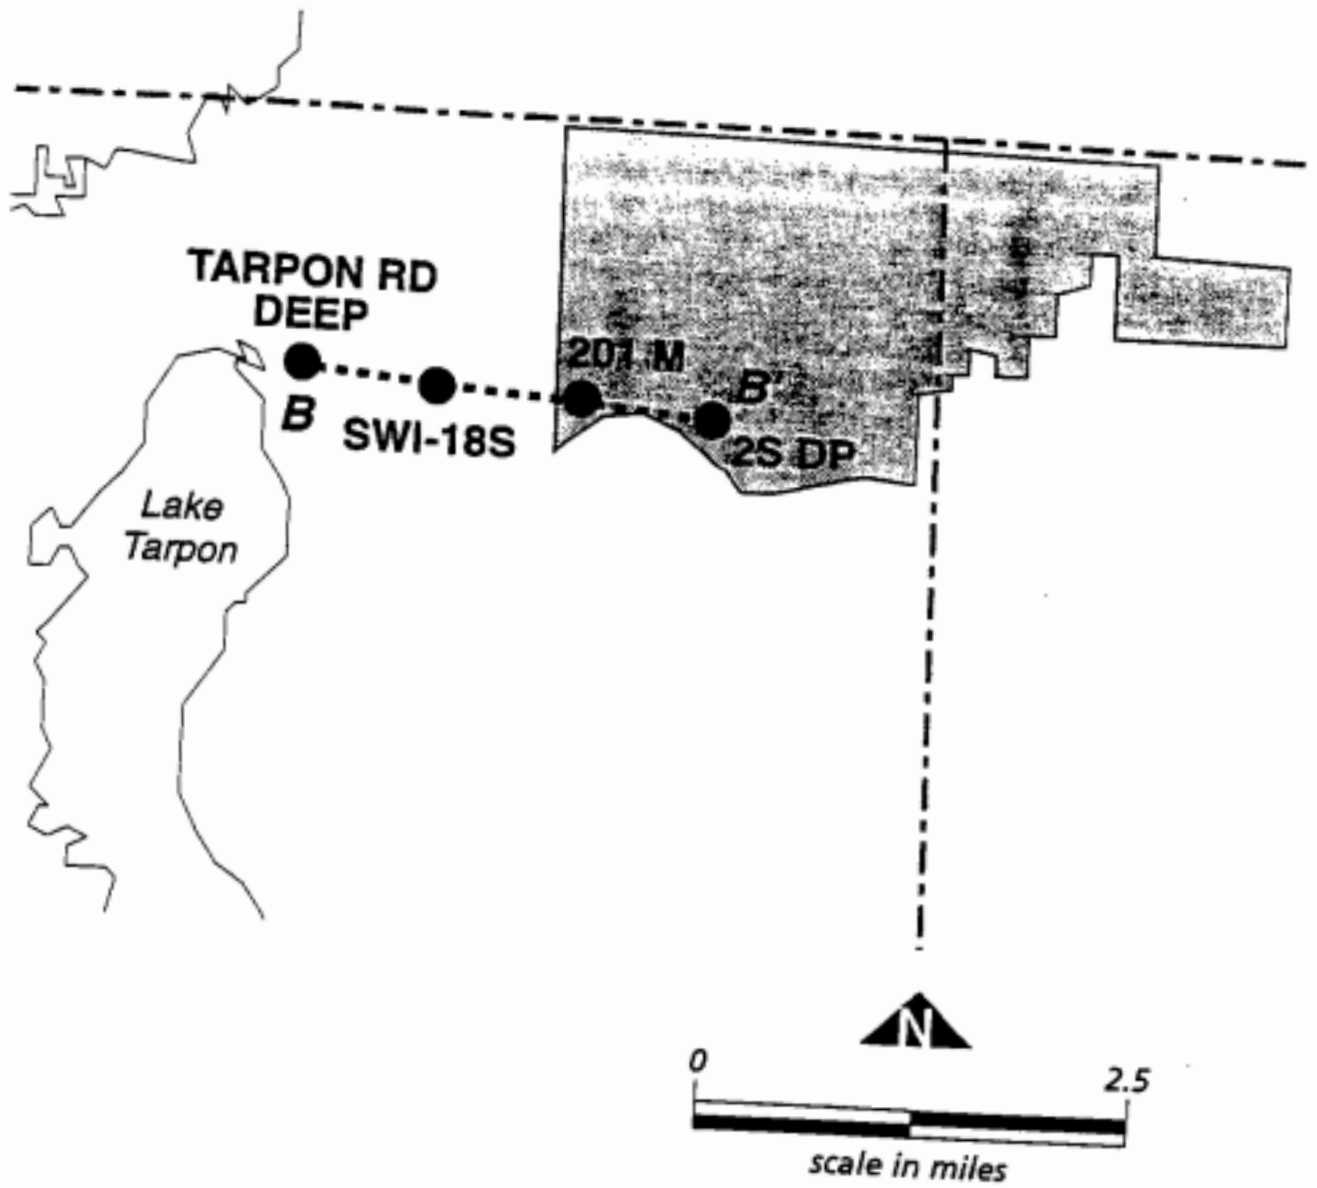 TARPON RD
DEEP
201 M
B'
B
SWI-18S
2S DP
Lake
Tarpon
N
0
2.5
scale in miles